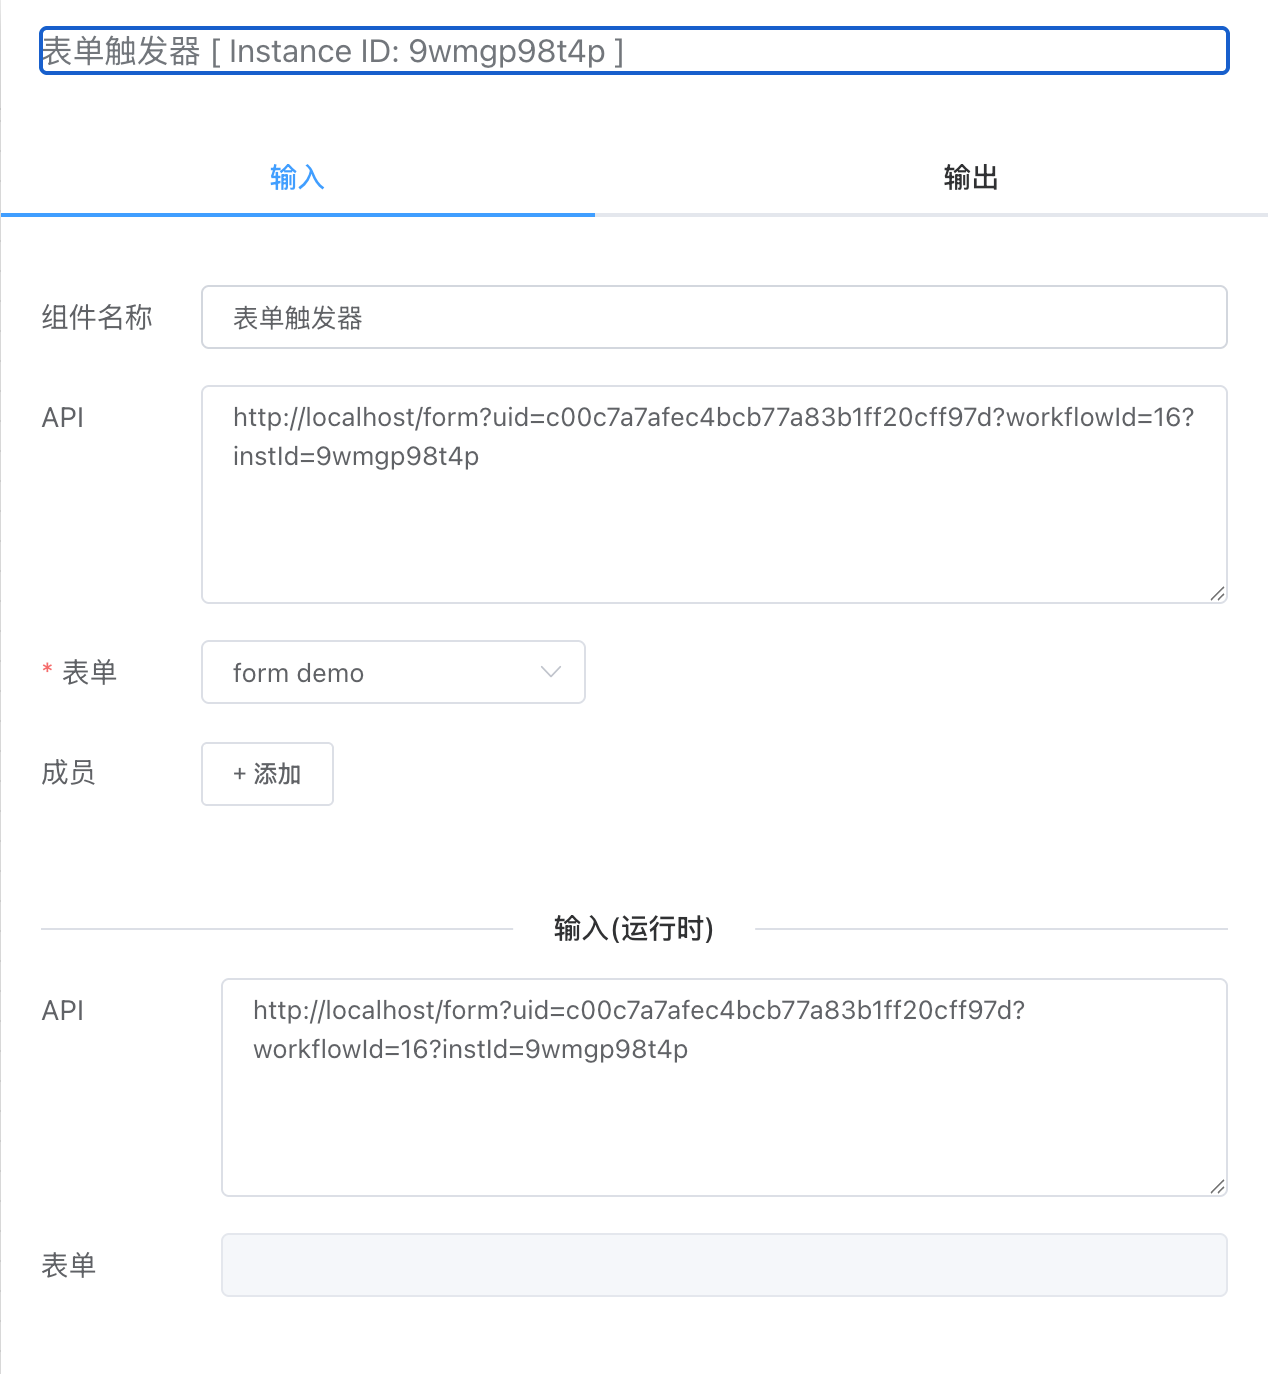 表单触发器 [ Instance ID: 9wmgp98t4p ]
输入
输出
组件名称
表单触发器
API
http://localhost/form?uid=c00c7a7afec4bcb77a83b1ff20cff97d?workflowId=16?
instId=9wmgp98t4p
* 表单
form demo
成员
+ 添加
输入(运行时)
API
http://localhost/form?uid=c00c7a7afec4bcb77a83b1ff20cff97d?
workflowId=16?instId=9wmgp98t4p
表单